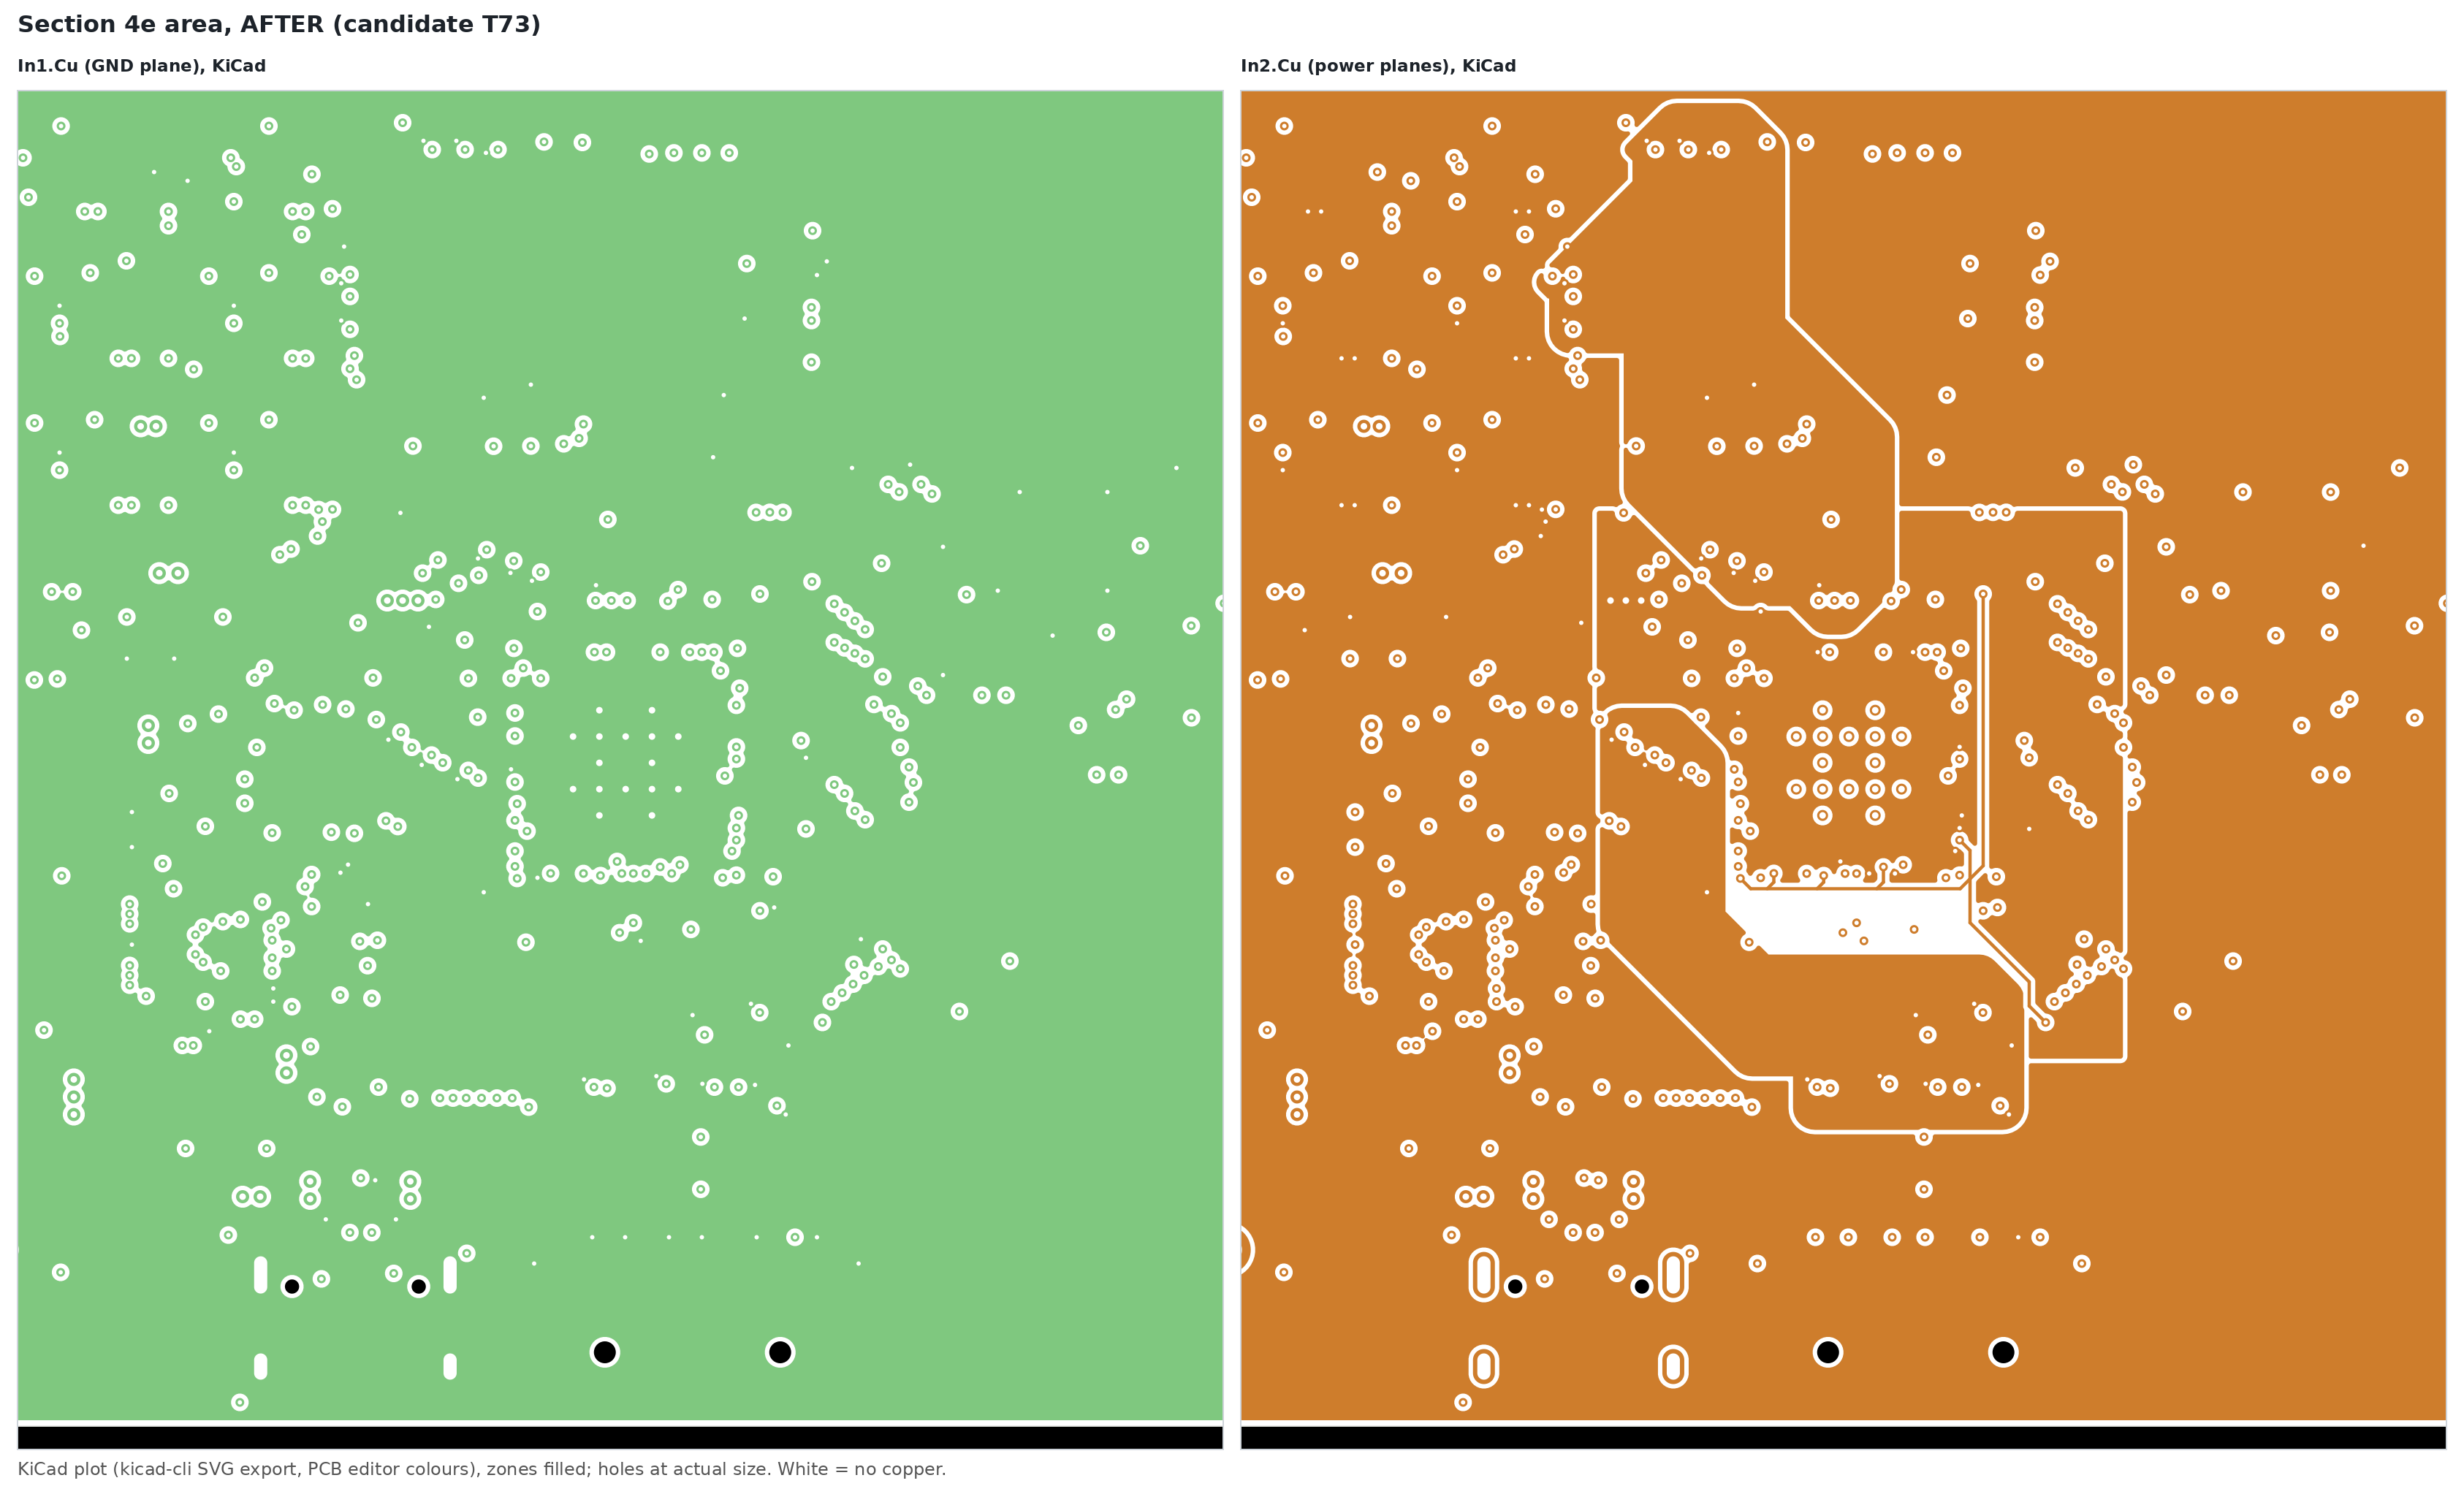 Section 4e area, AFTER (candidate T73)
In1.Cu (GND plane), KiCad
In2.Cu (power planes), KiCad
KiCad plot (kicad-cli SVG export, PCB editor colours), zones filled; holes at actual size. White = no copper.